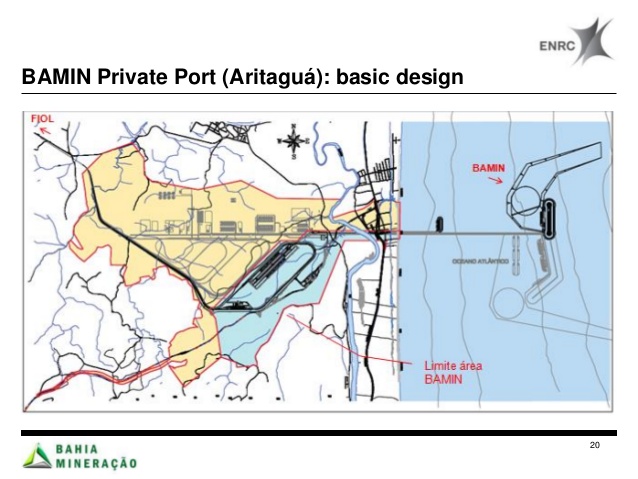 ENRC
BAMIN Private Port (Aritaguá): basic design
FIOL
N
W E
S
BAMIN
OCEANO ATLÂNTICO
Limite área
BAMIN
20
BAHIA
MINERAÇÃO